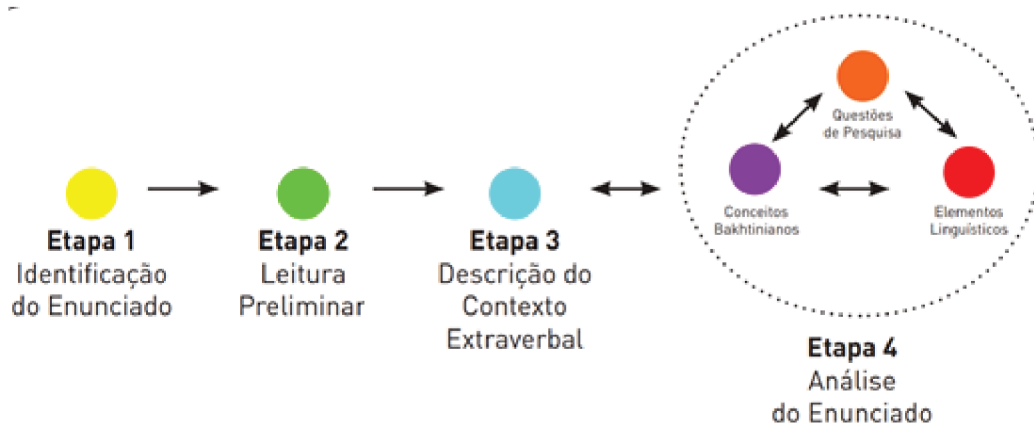 Questões
de Pesquisa
Conceitos
Bakhtinianos
Elementos
Linguísticos
Etapa 1
Identificação
do Enunciado
Etapa 2
Leitura
Preliminar
Etapa 3
Descrição do
Contexto
Extraverbal
Etapa 4
Análise
do Enunciado